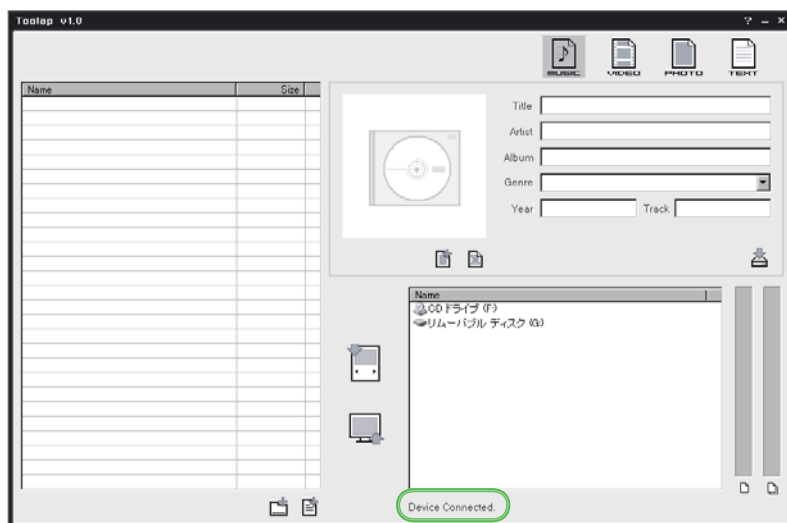 Toolap v1.0
? – ×
MUSIC VIDEO PHOTO TEXT
Name Size
Title
Artist
Album
Genre
Year Track
Name
CD ドライブ (F:)
リムーバブル ディスク (G:)
Device Connected.